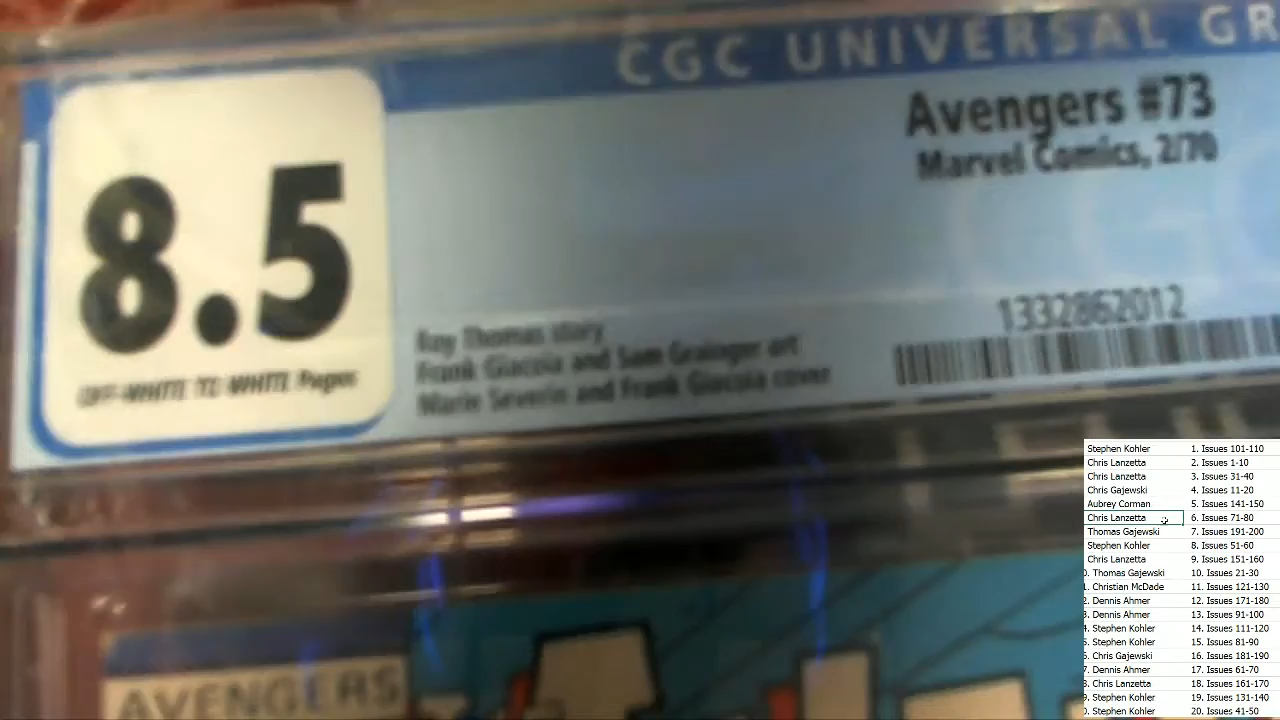 CGC UNIVERSAL GR
Avengers #73
Marvel Comics, 2/70
8.5
1332862012
Roy Thomas story
Frank Giacoia and Sam Grainger art
Marie Severin and Frank Giacoia cover
OFF-WHITE TO WHITE Pages
AVENGERS
Stephen Kohler 1. Issues 101-110
Chris Lanzetta 2. Issues 1-10
Chris Lanzetta 3. Issues 31-40
Chris Gajewski 4. Issues 11-20
Aubrey Corman 5. Issues 141-150
Chris Lanzetta 6. Issues 71-80
Thomas Gajewski 7. Issues 191-200
Stephen Kohler 8. Issues 51-60
Chris Lanzetta 9. Issues 151-160
. Thomas Gajewski 10. Issues 21-30
. Christian McDade 11. Issues 121-130
. Dennis Ahmer 12. Issues 171-180
. Dennis Ahmer 13. Issues 91-100
. Stephen Kohler 14. Issues 111-120
. Stephen Kohler 15. Issues 81-90
. Chris Gajewski 16. Issues 181-190
. Dennis Ahmer 17. Issues 61-70
. Chris Lanzetta 18. Issues 161-170
. Stephen Kohler 19. Issues 131-140
. Stephen Kohler 20. Issues 41-50